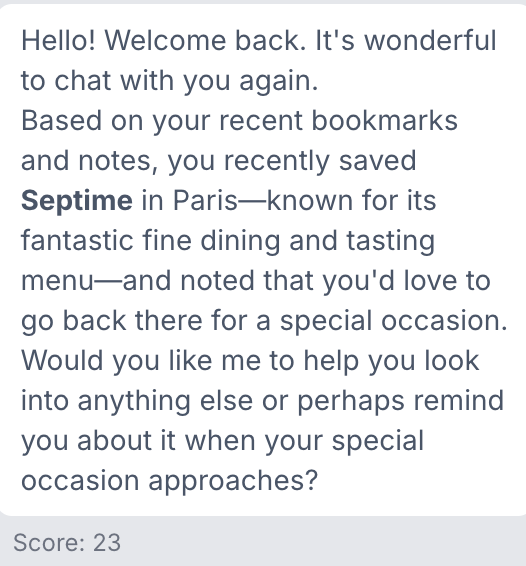 Hello! Welcome back. It's wonderful
to chat with you again.
Based on your recent bookmarks
and notes, you recently saved
Septime in Paris—known for its
fantastic fine dining and tasting
menu—and noted that you'd love to
go back there for a special occasion.
Would you like me to help you look
into anything else or perhaps remind
you about it when your special
occasion approaches?
Score: 23